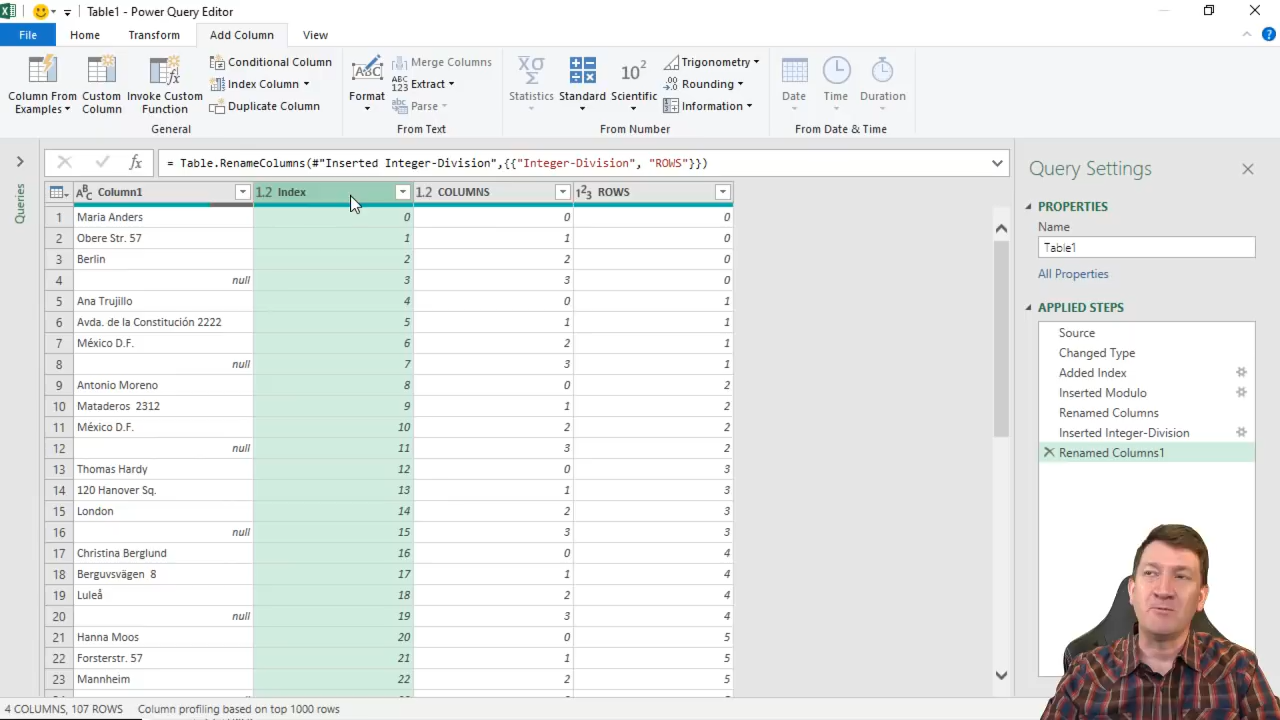 Table1 - Power Query Editor
File Home Transform Add Column View
Column From Examples
Custom Column
Invoke Custom Function
Conditional Column
Index Column
Duplicate Column
General
Format
Merge Columns
ABC 123 Extract
abc Parse
From Text
Statistics
Standard
Scientific
Trigonometry
Rounding
Information
From Number
Date
Time
Duration
From Date & Time
Queries
fx = Table.RenameColumns(#"Inserted Integer-Division",{{"Integer-Division", "ROWS"}})
ABC Column1 1.2 Index 1.2 COLUMNS 123 ROWS
1 Maria Anders 0 0 0
2 Obere Str. 57 1 1 0
3 Berlin 2 2 0
4 null 3 3 0
5 Ana Trujillo 4 0 1
6 Avda. de la Constitución 2222 5 1 1
7 México D.F. 6 2 1
8 null 7 3 1
9 Antonio Moreno 8 0 2
10 Mataderos 2312 9 1 2
11 México D.F. 10 2 2
12 null 11 3 2
13 Thomas Hardy 12 0 3
14 120 Hanover Sq. 13 1 3
15 London 14 2 3
16 null 15 3 3
17 Christina Berglund 16 0 4
18 Berguvsvägen 8 17 1 4
19 Luleå 18 2 4
20 null 19 3 4
21 Hanna Moos 20 0 5
22 Forsterstr. 57 21 1 5
23 Mannheim 22 2 5
Query Settings
PROPERTIES
Name
Table1
All Properties
APPLIED STEPS
Source
Changed Type
Added Index
Inserted Modulo
Renamed Columns
Inserted Integer-Division
Renamed Columns1
4 COLUMNS, 107 ROWS Column profiling based on top 1000 rows